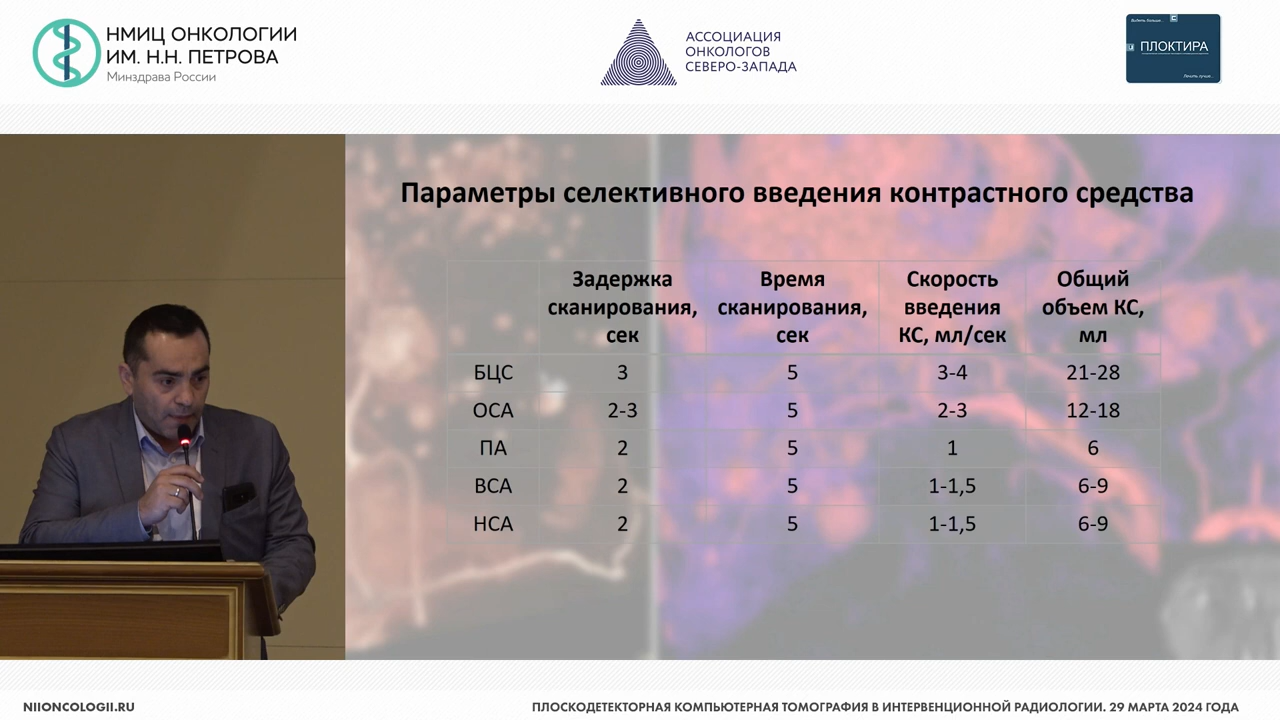 НМИЦ ОНКОЛОГИИ
ИМ. Н.Н. ПЕТРОВА
Минздрава России
АССОЦИАЦИЯ
ОНКОЛОГОВ
СЕВЕРО-ЗАПАДА
Видеть больше...
ПЛОКТИРА
Лечить лучше...
Параметры селективного введения контрастного средства
Задержка сканирования, сек Время сканирования, сек Скорость введения КС, мл/сек Общий объем КС, мл
БЦС 3 5 3-4 21-28
ОСА 2-3 5 2-3 12-18
ПА 2 5 1 6
ВСА 2 5 1-1,5 6-9
НСА 2 5 1-1,5 6-9
NIIONCOLOGII.RU
ПЛОСКОДЕТЕКТОРНАЯ КОМПЬЮТЕРНАЯ ТОМОГРАФИЯ В ИНТЕРВЕНЦИОННОЙ РАДИОЛОГИИ. 29 МАРТА 2024 ГОДА